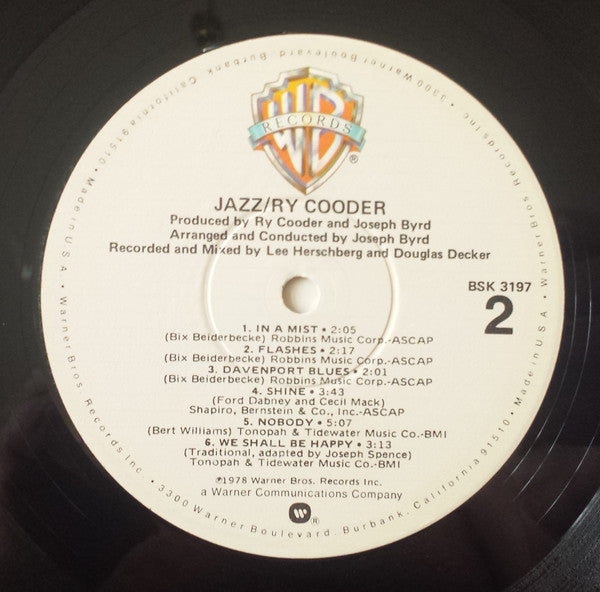 WB
RECORDS
®
JAZZ/RY COODER
Produced by Ry Cooder and Joseph Byrd
Arranged and Conducted by Joseph Byrd
Recorded and Mixed by Lee Herschberg and Douglas Decker
BSK 3197
2
1. IN A MIST • 2:05
(Bix Beiderbecke) Robbins Music Corp.-ASCAP
2. FLASHES • 2:17
(Bix Beiderbecke) Robbins Music Corp.-ASCAP
3. DAVENPORT BLUES • 2:01
(Bix Beiderbecke) Robbins Music Corp.-ASCAP
4. SHINE • 3:43
(Ford Dabney and Cecil Mack)
Shapiro, Bernstein & Co., Inc.-ASCAP
5. NOBODY • 5:07
(Bert Williams) Tonopah & Tidewater Music Co.-BMI
6. WE SHALL BE HAPPY • 3:13
(Traditional, adapted by Joseph Spence)
Tonopah & Tidewater Music Co.-BMI
℗1978 Warner Bros. Records Inc.
a Warner Communications Company
W ®
Warner Bros Records Inc. • 3300 Warner Boulevard, Burbank, California 91510 • Made in U S A •
Warner Bros Records Inc. • 3300 Warner Boulevard, Burbank, California 91510 • Made in U S A •